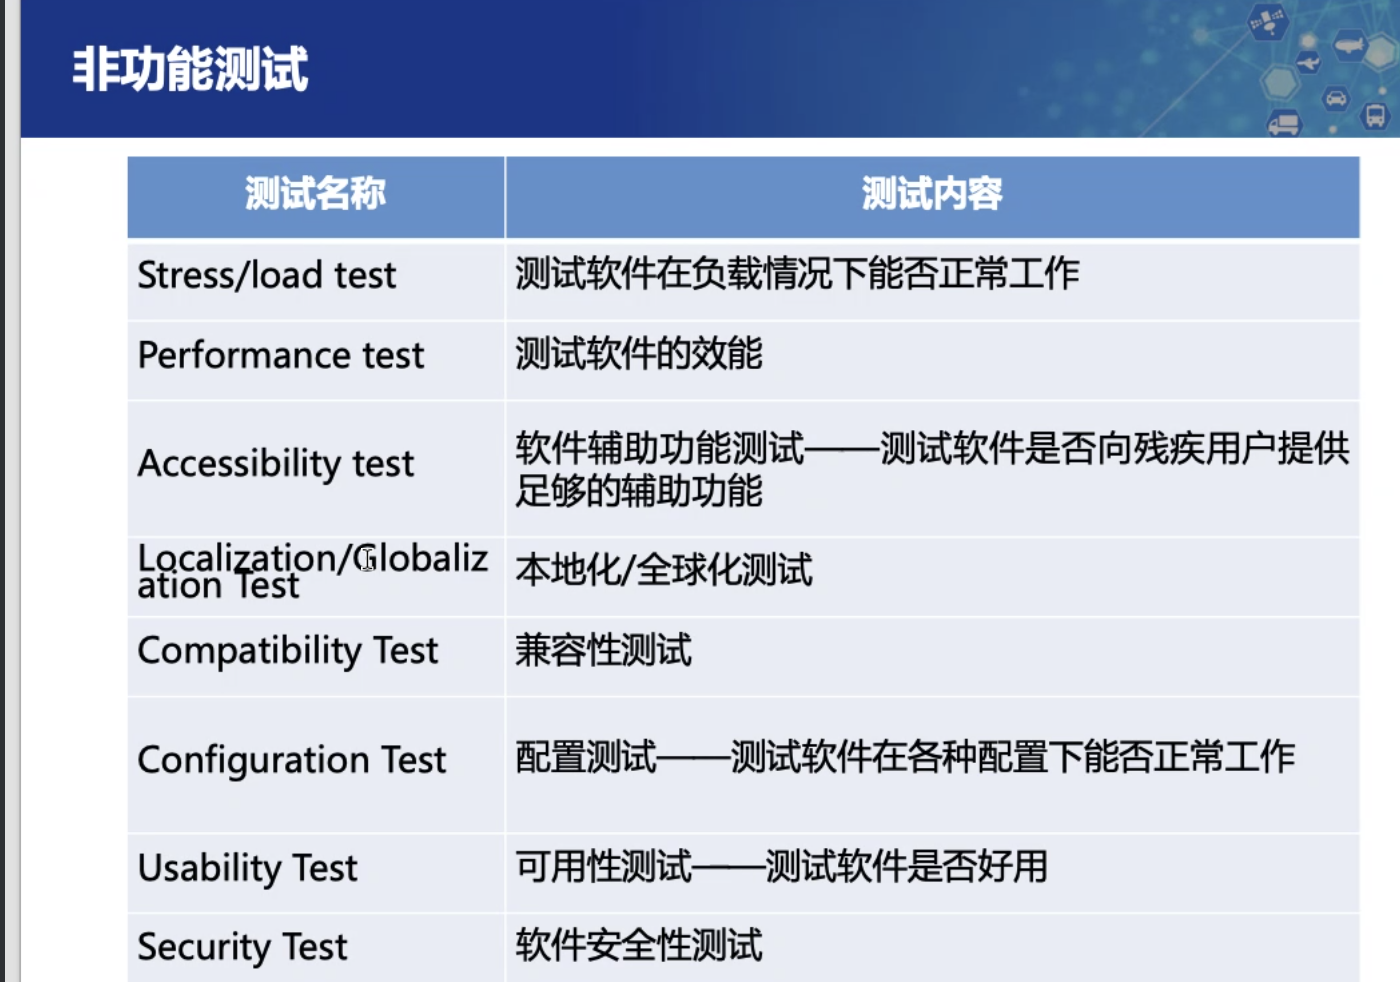 非功能测试
测试名称
测试内容
Stress/load test
测试软件在负载情况下能否正常工作
Performance test
测试软件的效能
Accessibility test
软件辅助功能测试——测试软件是否向残疾用户提供
足够的辅助功能
Localization/Globaliz
ation Test
本地化/全球化测试
Compatibility Test
兼容性测试
Configuration Test
配置测试——测试软件在各种配置下能否正常工作
Usability Test
可用性测试——测试软件是否好用
Security Test
软件安全性测试